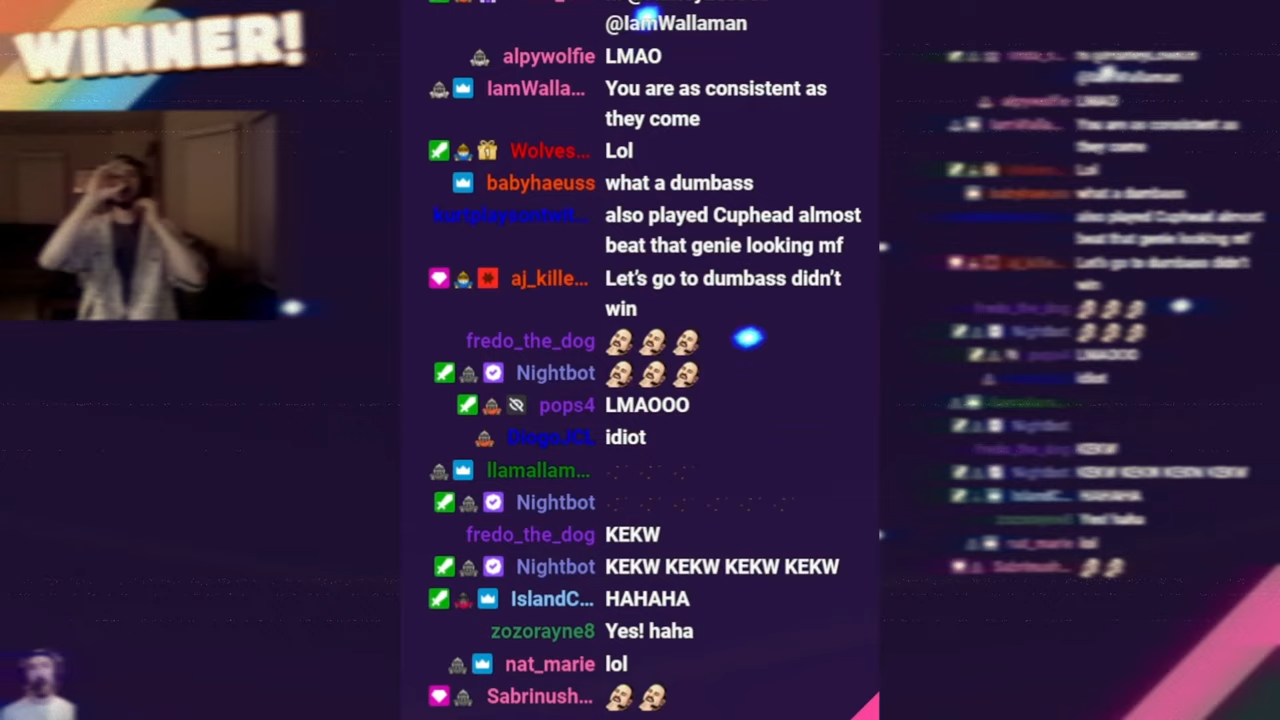 WINNER!
@IamWallaman
alpywolfie LMAO
IamWalla... You are as consistent as
they come
Wolves... Lol
babyhaeuss what a dumbass
kurtplaysontwit... also played Cuphead almost
beat that genie looking mf
aj_kille... Let's go to dumbass didn't
win
fredo_the_dog
Nightbot
pops4 LMAOOO
DiogoJCL idiot
llamallam...
Nightbot
fredo_the_dog KEKW
Nightbot KEKW KEKW KEKW KEKW
IslandC... HAHAHA
zozorayne8 Yes! haha
nat_marie lol
Sabrinush...